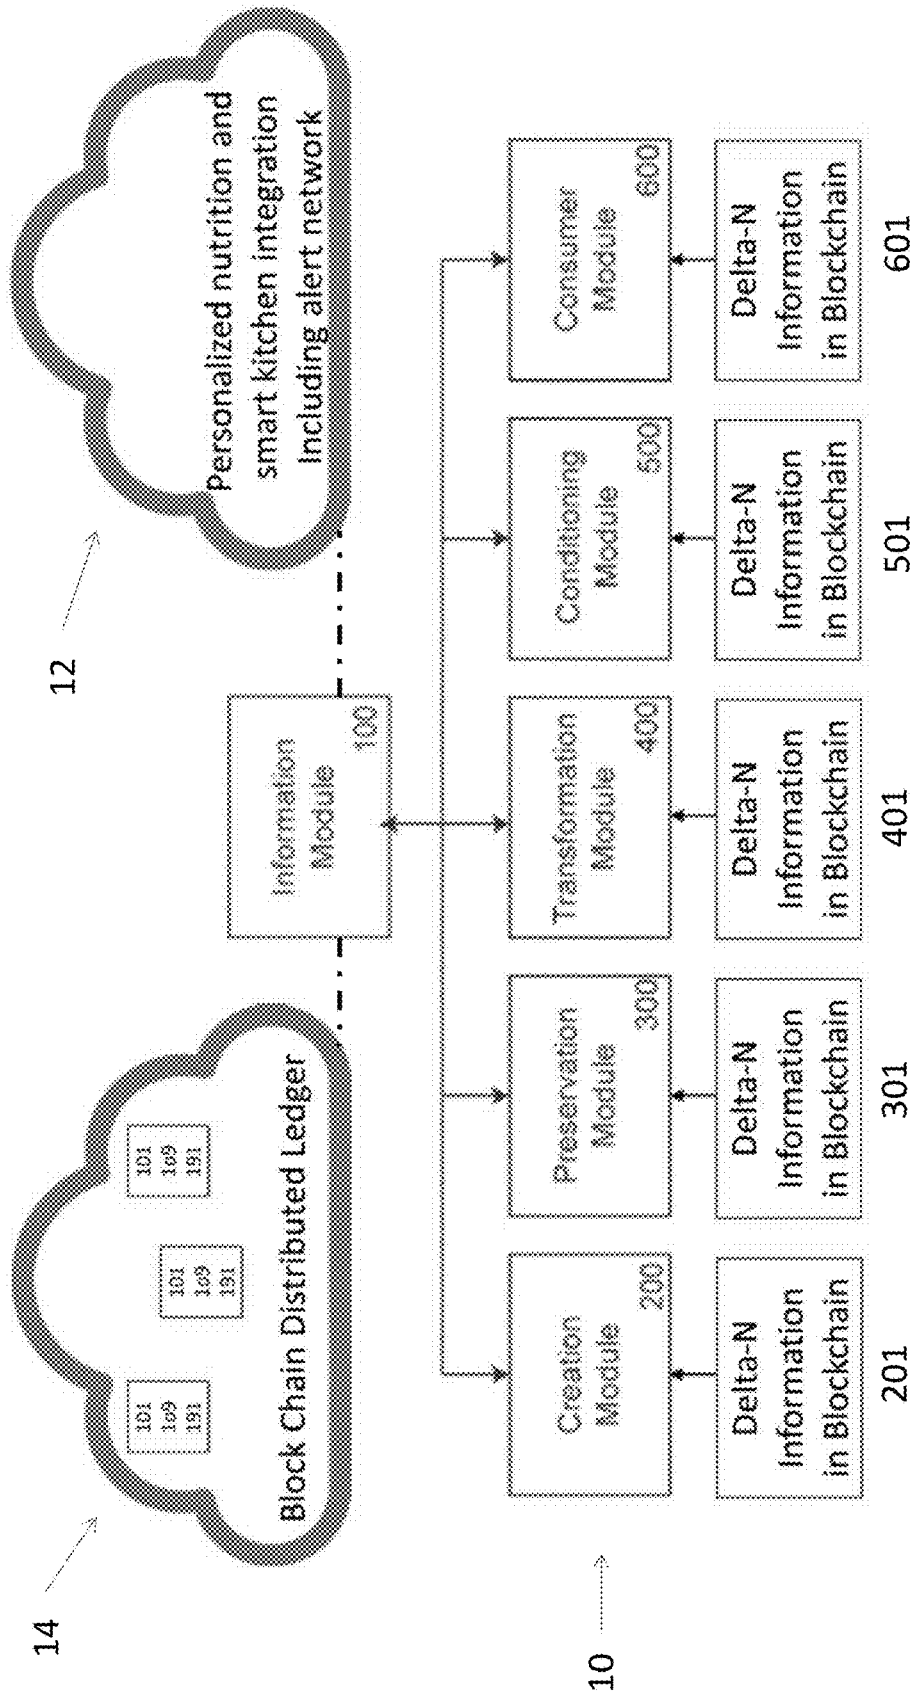 14
12
101
1o9
191
101
1o9
191
101
1o9
191
Block Chain Distributed Ledger
Personalized nutrition and
smart kitchen integration
Including alert network
Information
Module
100
10
Creation
Module
200
Preservation
Module
300
Transformation
Module
400
Conditioning
Module
500
Consumer
Module
600
Delta-N
Information
in Blockchain
Delta-N
Information
in Blockchain
Delta-N
Information
in Blockchain
Delta-N
Information
in Blockchain
Delta-N
Information
in Blockchain
201
301
401
501
601